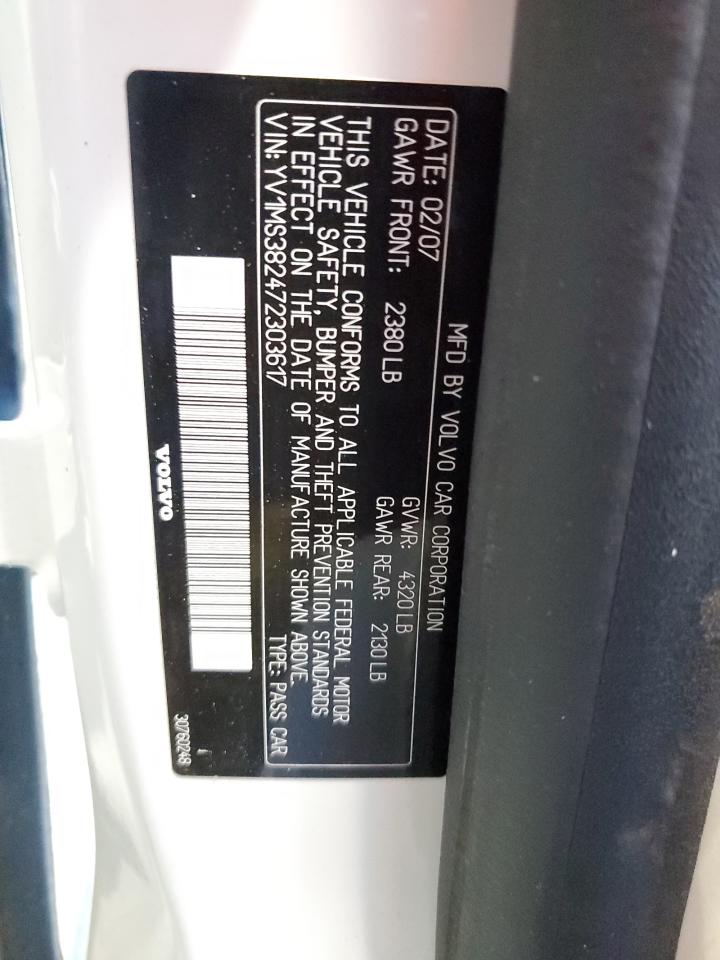 MFD BY VOLVO CAR CORPORATION
DATE: 02/07 GVWR: 4320 LB
GAWR FRONT: 2380 LB GAWR REAR: 2130 LB
THIS VEHICLE CONFORMS TO ALL APPLICABLE FEDERAL MOTOR
VEHICLE SAFETY, BUMPER AND THEFT PREVENTION STANDARDS
IN EFFECT ON THE DATE OF MANUFACTURE SHOWN ABOVE.
VIN: YV1MS382472303617 TYPE: PASS CAR
VOLVO
30760248